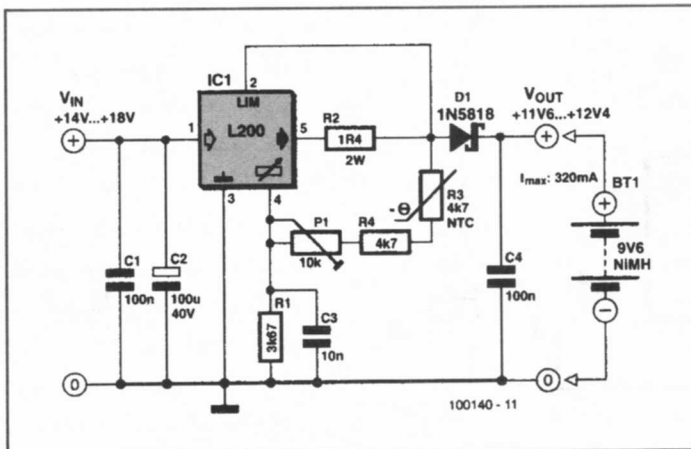 IC1
2
LIM
L200
1
5
3
4
VIN
+14V...+18V
+
R2
1R4
2W
D1
1N5818
VOUT
+11V6...+12V4
+
Imax: 320mA
BT1
+
9V6
NiMH
−
-Θ
R3
4k7
NTC
P1
10k
R4
4k7
C1
100n
C2
100u
40V
R1
3k67
C3
10n
C4
100n
0
0
100140 - 11